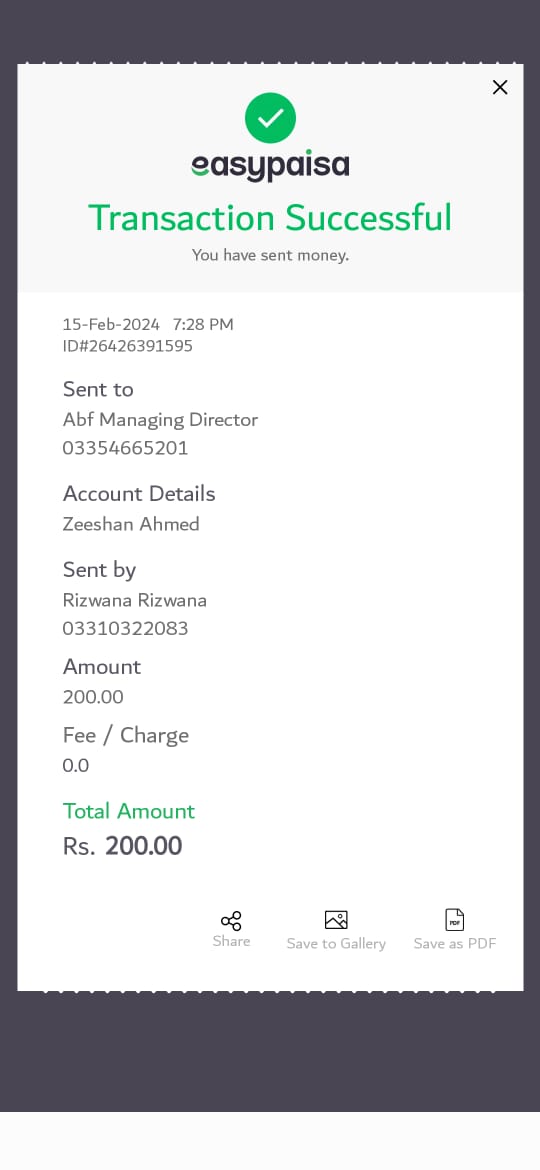 easypaisa
Transaction Successful
You have sent money.
15-Feb-2024 7:28 PM
ID#26426391595
Sent to
Abf Managing Director
03354665201
Account Details
Zeeshan Ahmed
Sent by
Rizwana Rizwana
03310322083
Amount
200.00
Fee / Charge
0.0
Total Amount
Rs. 200.00
PDF
Share Save to Gallery Save as PDF